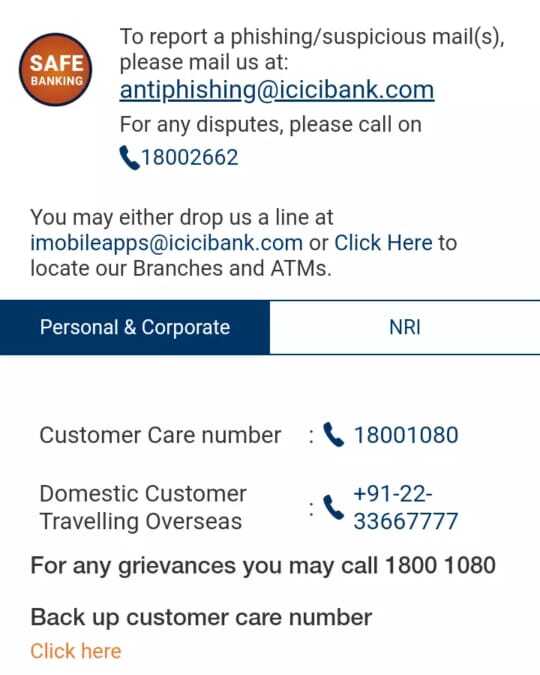 SAFE
BANKING
To report a phishing/suspicious mail(s),
please mail us at:
antiphishing@icicibank.com
For any disputes, please call on
18002662
You may either drop us a line at
imobileapps@icicibank.com or Click Here to
locate our Branches and ATMs.
Personal & Corporate
NRI
Customer Care number : 18001080
Domestic Customer
Travelling Overseas : +91-22-
33667777
For any grievances you may call 1800 1080
Back up customer care number
Click here